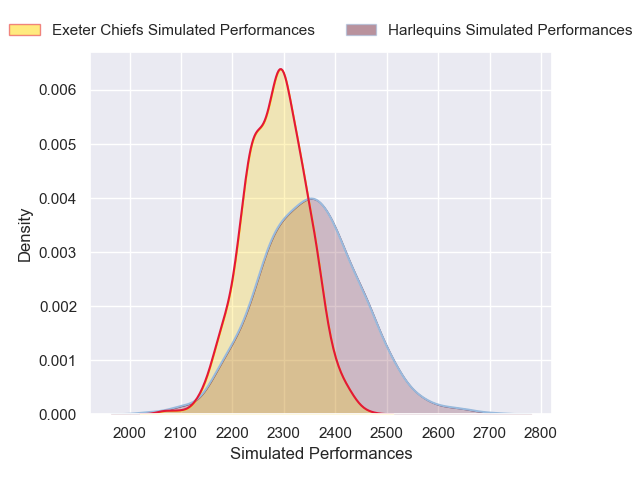 Exeter Chiefs Simulated Performances Harlequins Simulated Performances
0.006
0.005
0.004
0.003
0.002
0.001
0.000
Density
2000 2100 2200 2300 2400 2500 2600 2700 2800
Simulated Performances